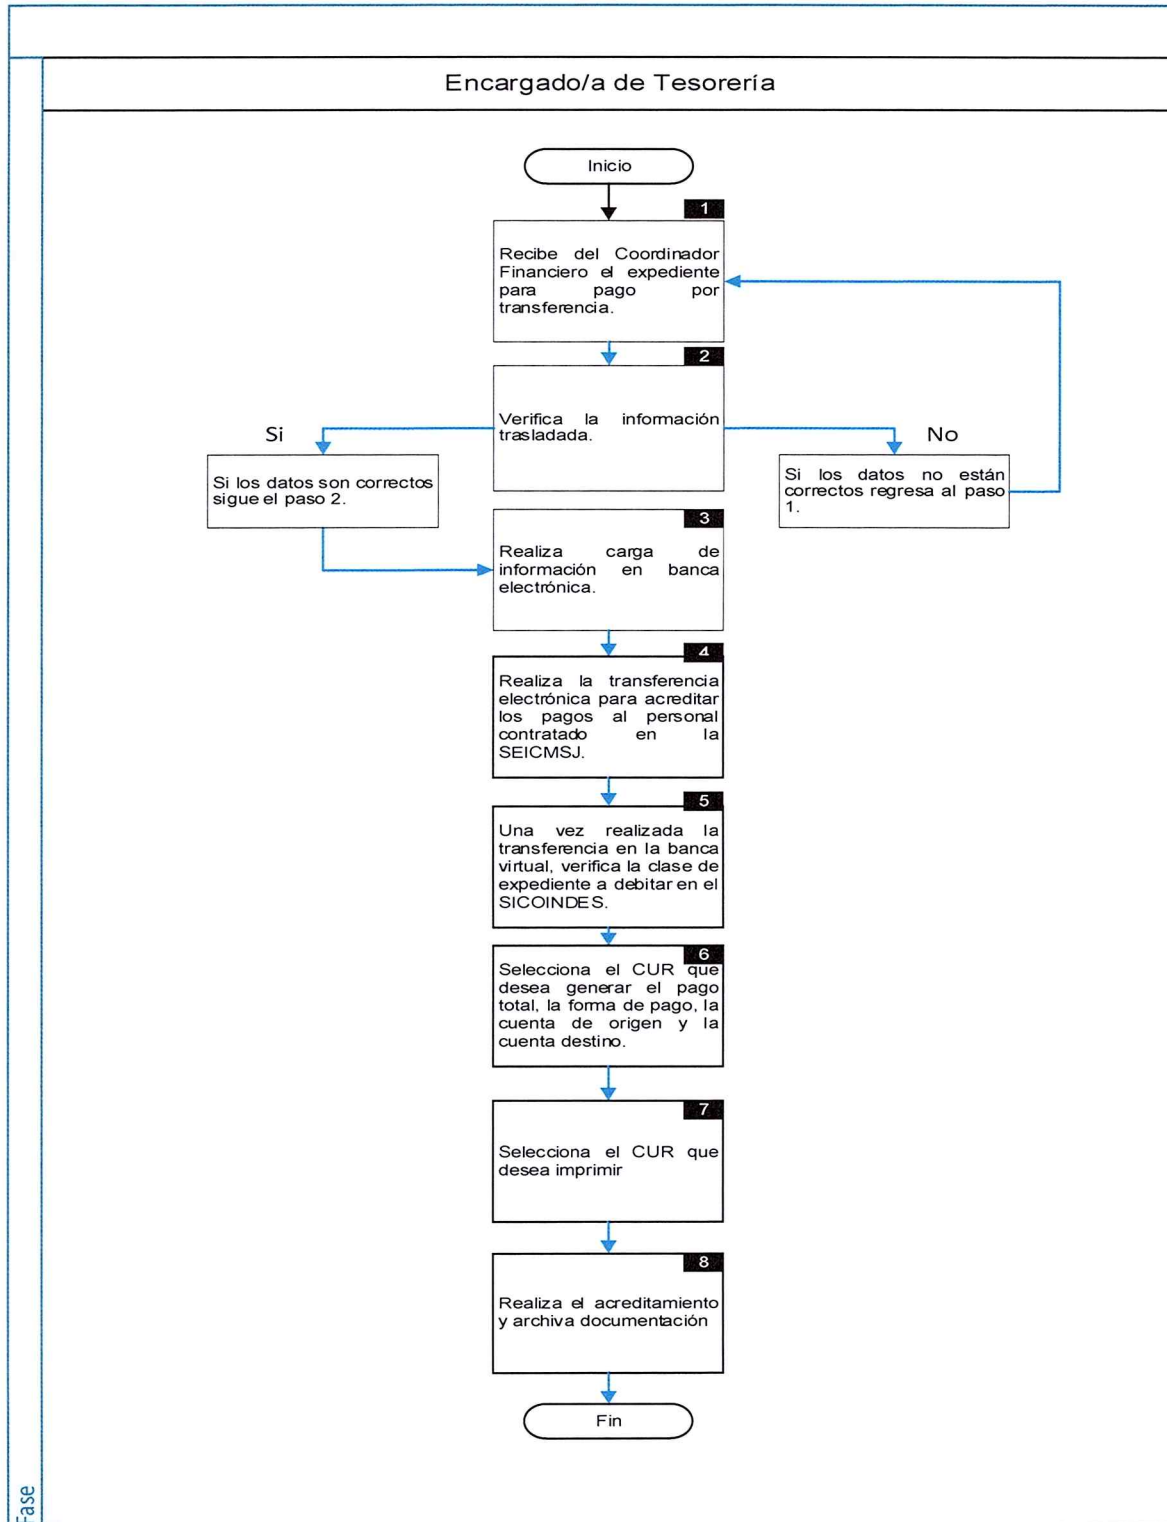 Encargado/a de Tesorería
Inicio
1
Recibe del Coordinador
Financiero el expediente
para pago por
transferencia.
2
Verifica la información
trasladada.
Si
Si los datos son correctos
sigue el paso 2.
No
Si los datos no están
correctos regresa al paso
1.
3
Realiza carga de
información en banca
electrónica.
4
Realiza la transferencia
electrónica para acreditar
los pagos al personal
contratado en la
SEICMSJ.
5
Una vez realizada la
transferencia en la banca
virtual, verifica la clase de
expediente a debitar en el
SICOINDES.
6
Selecciona el CUR que
desea generar el pago
total, la forma de pago, la
cuenta de origen y la
cuenta destino.
7
Selecciona el CUR que
desea imprimir
8
Realiza el acreditamiento
y archiva documentación
Fin
Fase